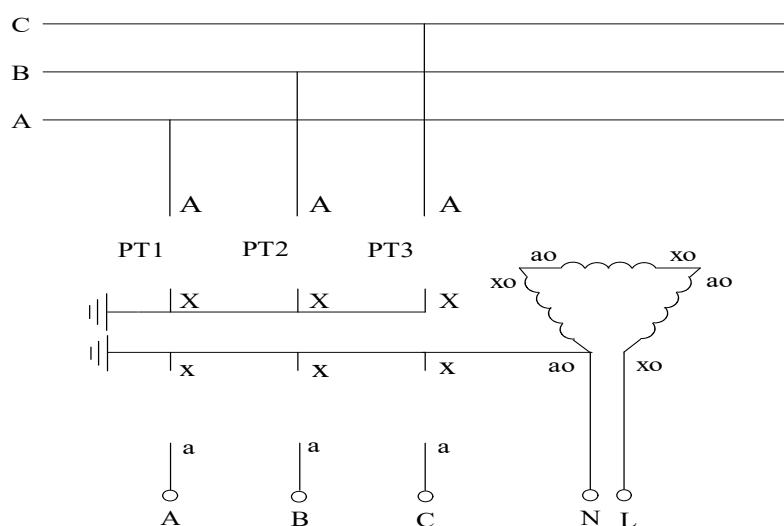 C
B
A
A A A
PT1 PT2 PT3
ao xo
xo ao
X X X
x x x ao xo
a a a
A B C N L